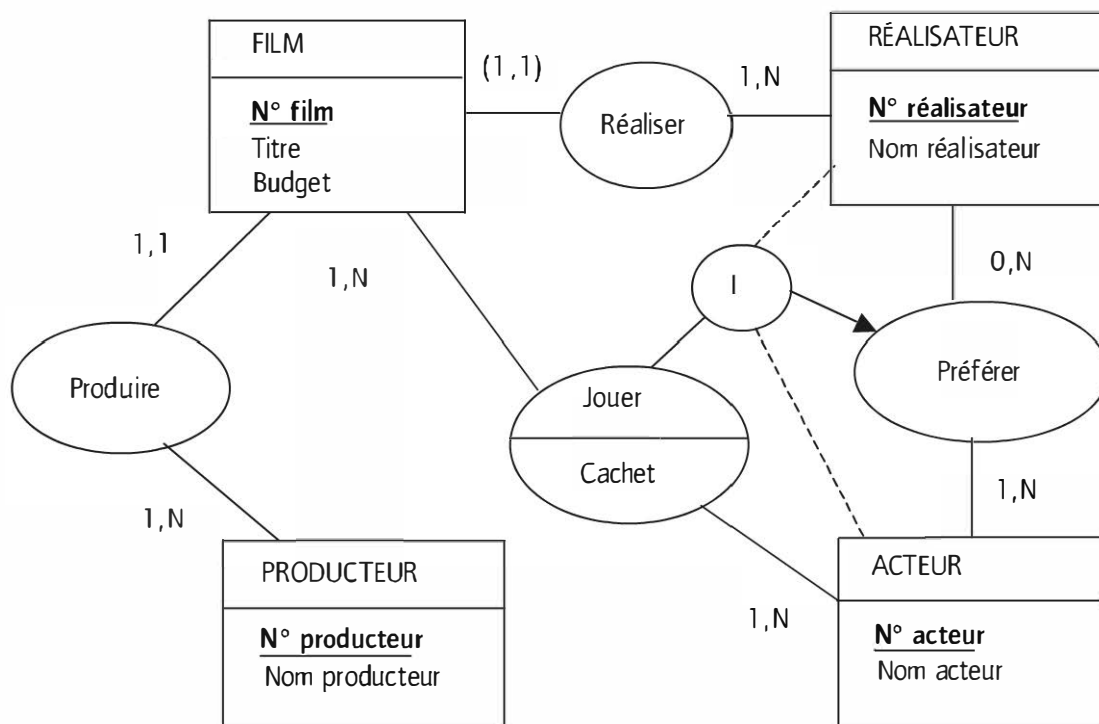 FILM
N° film
Titre
Budget
(1,1)
Réaliser
1,N
RÉALISATEUR
N° réalisateur
Nom réalisateur
1,1
1,N
I
0,N
Produire
Jouer
Cachet
Préférer
1,N
1,N
1,N
PRODUCTEUR
N° producteur
Nom producteur
ACTEUR
N° acteur
Nom acteur